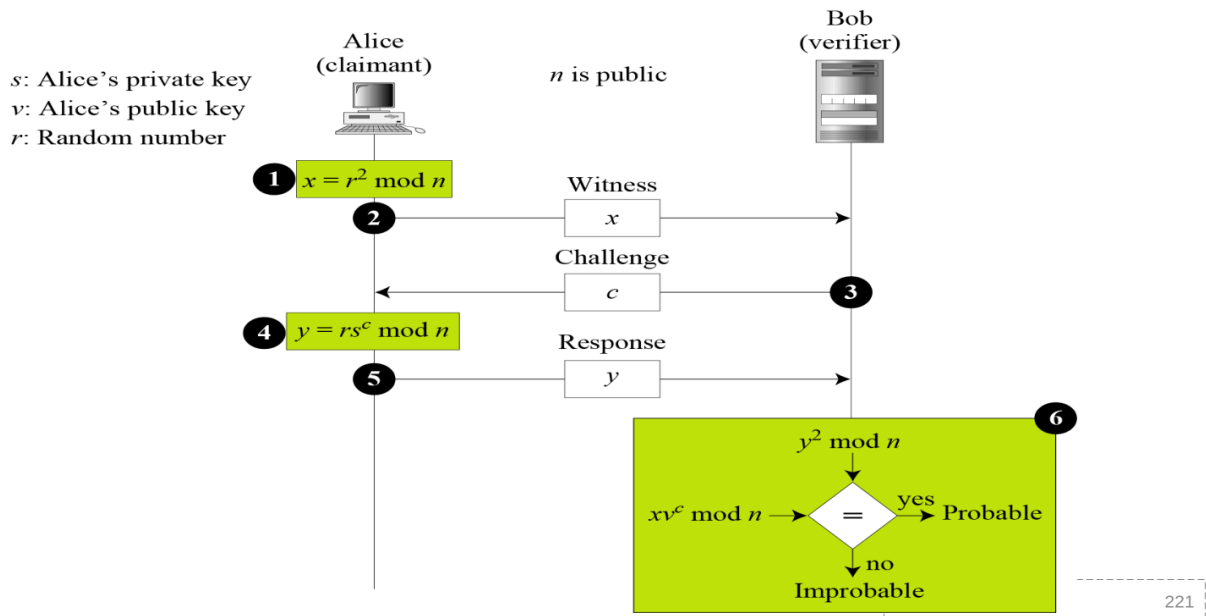 Alice
(claimant)
Bob
(verifier)
n is public
s: Alice's private key
v: Alice's public key
r: Random number
1
x = r² mod n
2
Witness
x
Challenge
c
3
4
y = rsᶜ mod n
5
Response
y
6
y² mod n
xvᶜ mod n
=
yes
Probable
no
Improbable
221